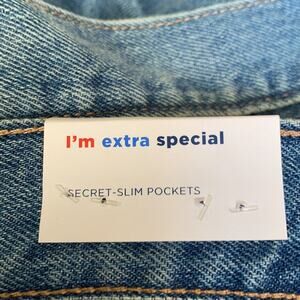 I'm extra special
SECRET-SLIM POCKETS